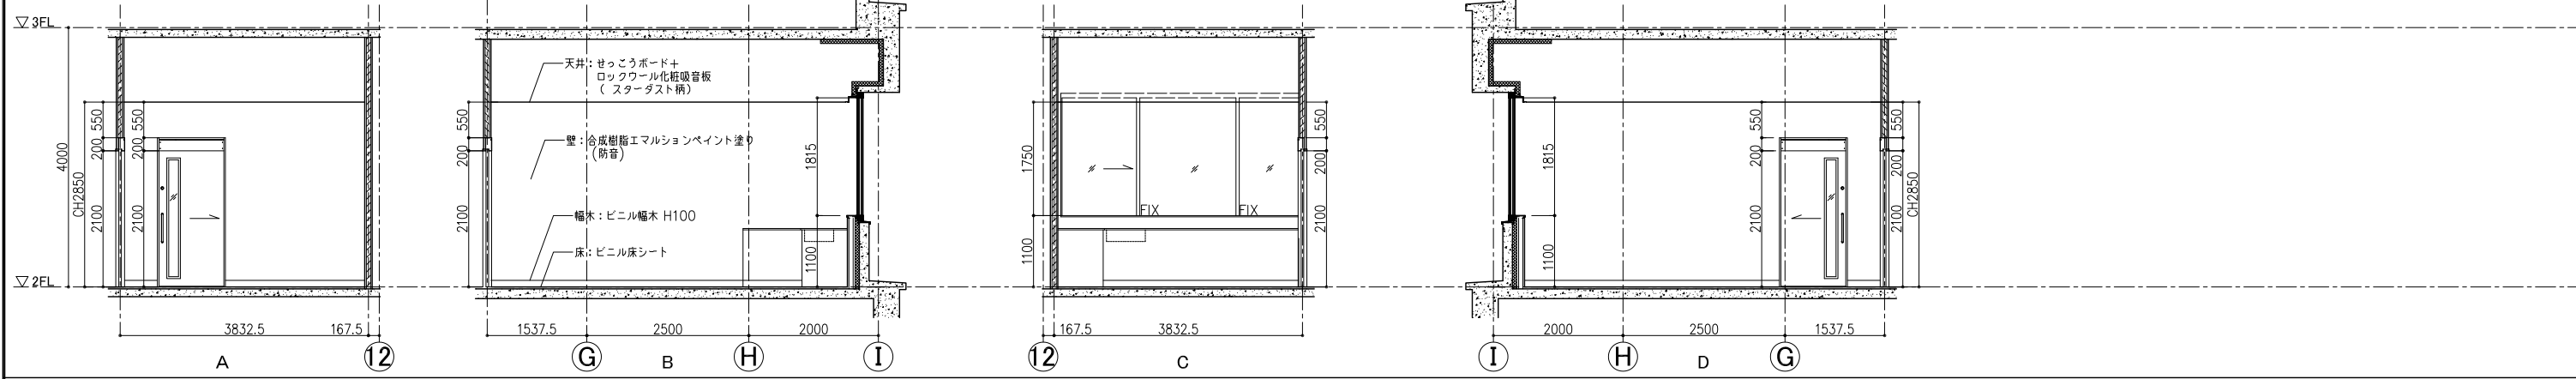 ▽3FL
▽2FL
4000
CH2850
550
200
2100
550
200
2100
3832.5
167.5
12
A
天井：せっこうボード＋
ロックウール化粧吸音板
（ スターダスト柄）
壁：合成樹脂エマルションペイント塗り
（防音）
幅木：ビニル幅木 H100
床：ビニル床シート
550
200
2100
1815
1100
1537.5
2500
2000
G
B
H
I
1750
1100
FIX
FIX
550
200
2100
167.5
3832.5
12
C
1815
1100
550
200
2100
550
200
2100
CH2850
2000
2500
1537.5
I
H
D
G